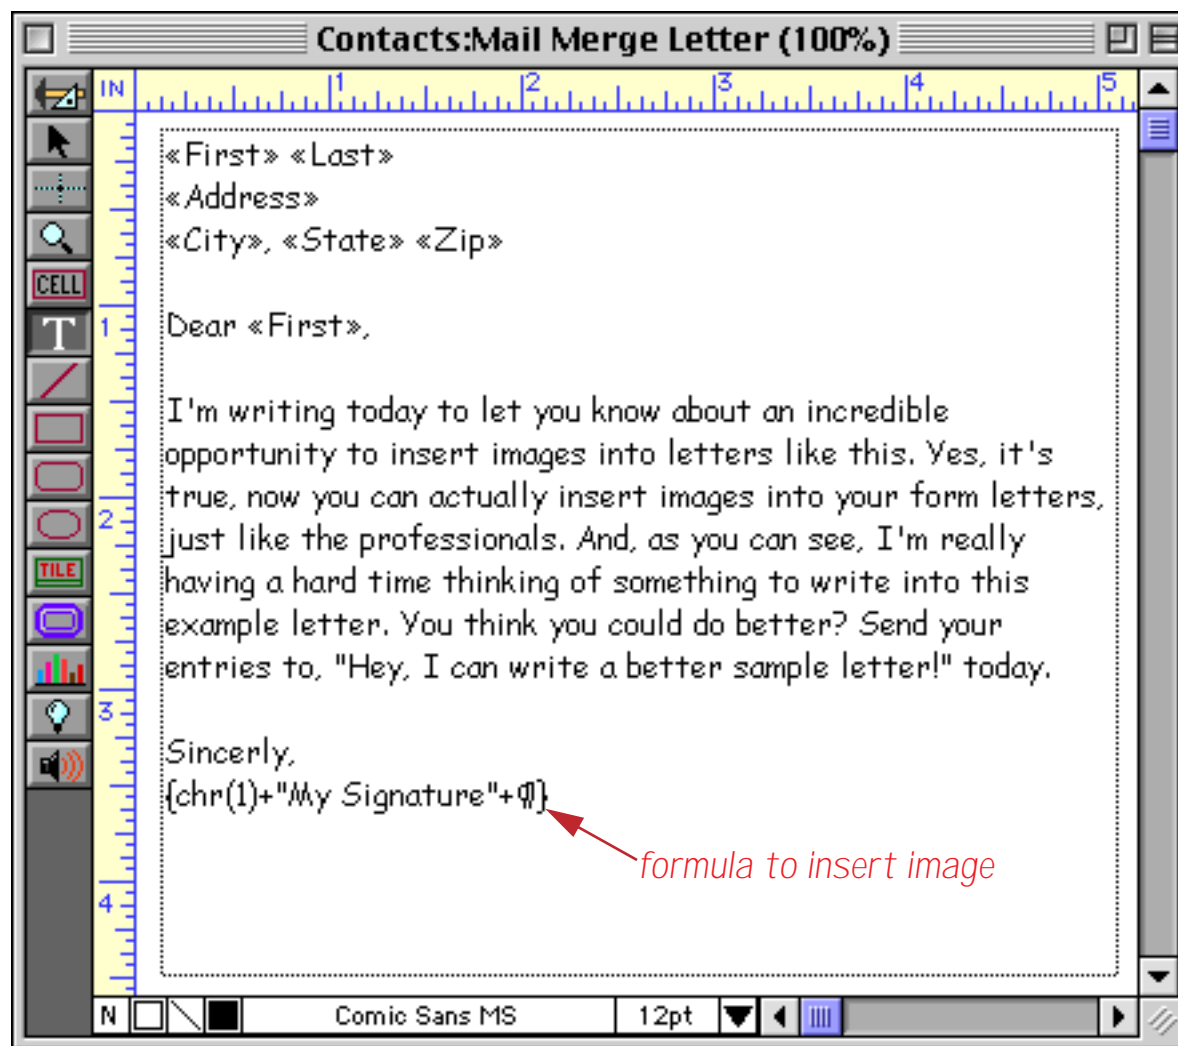 Contacts:Mail Merge Letter (100%)
IN 1 2 3 4 5
«First» «Last»
«Address»
«City», «State» «Zip»
CELL
T
1
Dear «First»,
I'm writing today to let you know about an incredible
opportunity to insert images into letters like this. Yes, it's
true, now you can actually insert images into your form letters,
2
just like the professionals. And, as you can see, I'm really
TILE
having a hard time thinking of something to write into this
example letter. You think you could do better? Send your
entries to, "Hey, I can write a better sample letter!" today.
3
Sincerly,
{chr(1)+"My Signature"+¶}
formula to insert image
4
N Comic Sans MS 12pt